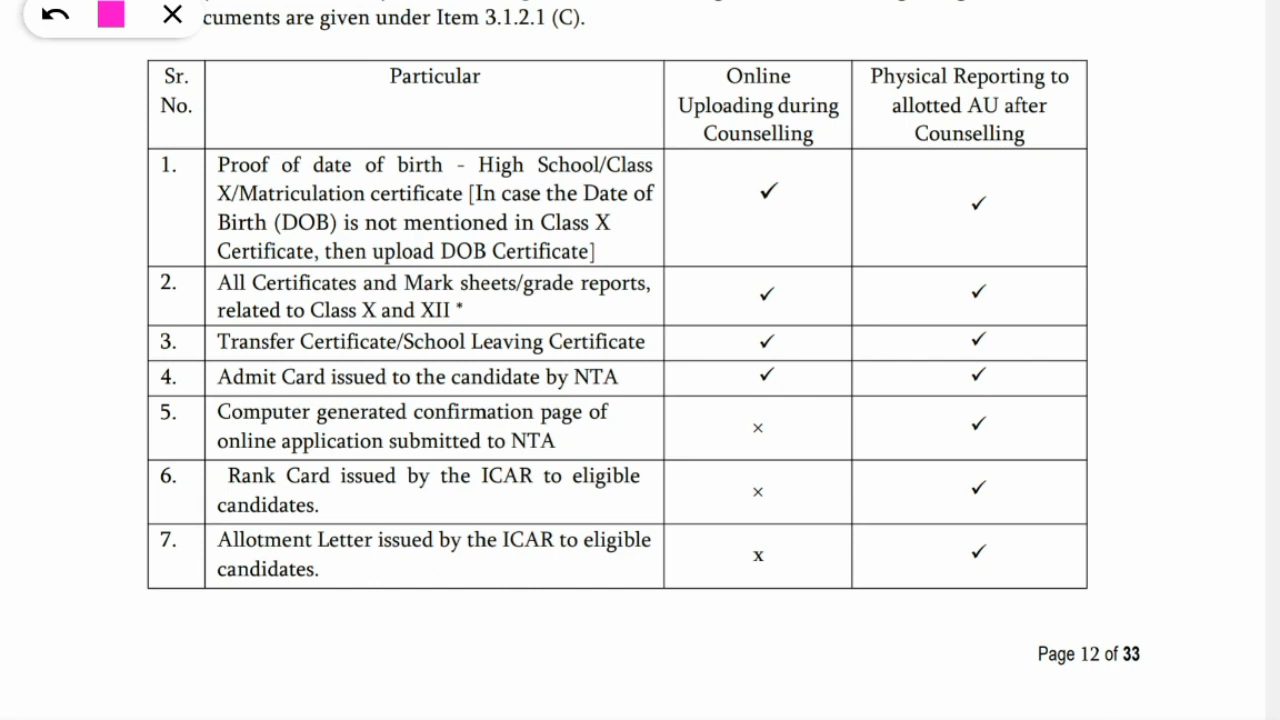 cuments are given under Item 3.1.2.1 (C).
Sr.
No.
Particular
Online
Uploading during
Counselling
Physical Reporting to
allotted AU after
Counselling
1.
Proof of date of birth - High School/Class
X/Matriculation certificate [In case the Date of
Birth (DOB) is not mentioned in Class X
Certificate, then upload DOB Certificate]
✓
✓
2.
All Certificates and Mark sheets/grade reports,
related to Class X and XII *
✓
✓
3.
Transfer Certificate/School Leaving Certificate
✓
✓
4.
Admit Card issued to the candidate by NTA
✓
✓
5.
Computer generated confirmation page of
online application submitted to NTA
×
✓
6.
Rank Card issued by the ICAR to eligible
candidates.
×
✓
7.
Allotment Letter issued by the ICAR to eligible
candidates.
x
✓
Page 12 of 33